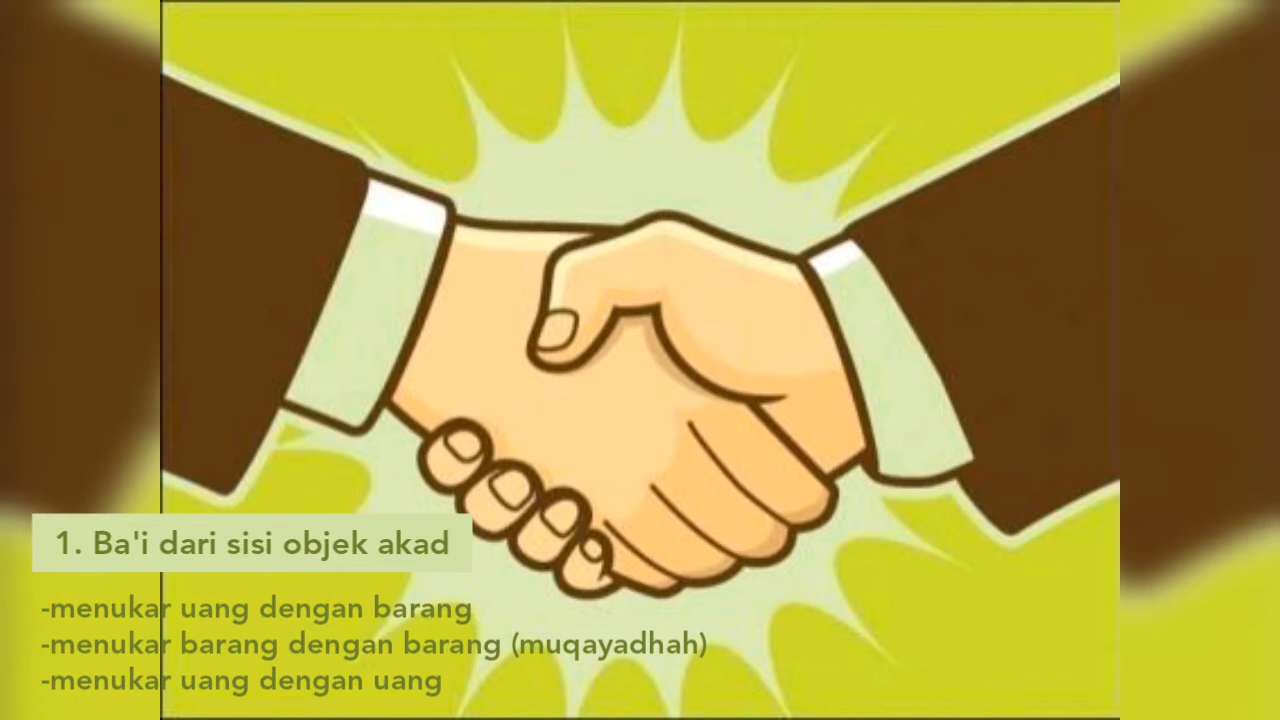 1. Ba'i dari sisi objek akad
-menukar uang dengan barang
-menukar barang dengan barang (muqayadhah)
-menukar uang dengan uang